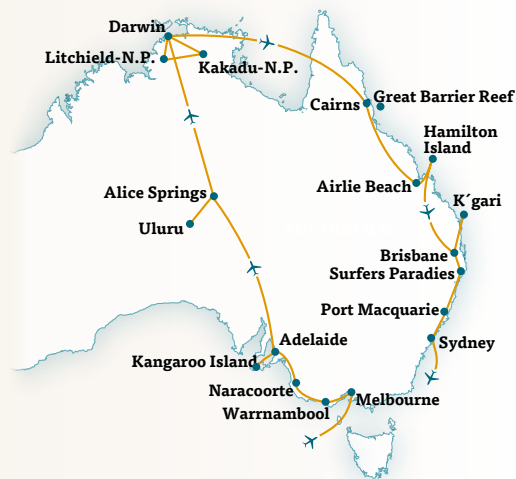 Darwin
Litchield-N.P.
Kakadu-N.P.
Cairns
Great Barrier Reef
Hamilton
Island
Airlie Beach
K´gari
Alice Springs
Uluru
Brisbane
Surfers Paradies
Port Macquarie
Sydney
Adelaide
Kangaroo Island
Naracoorte
Warrnambool
Melbourne